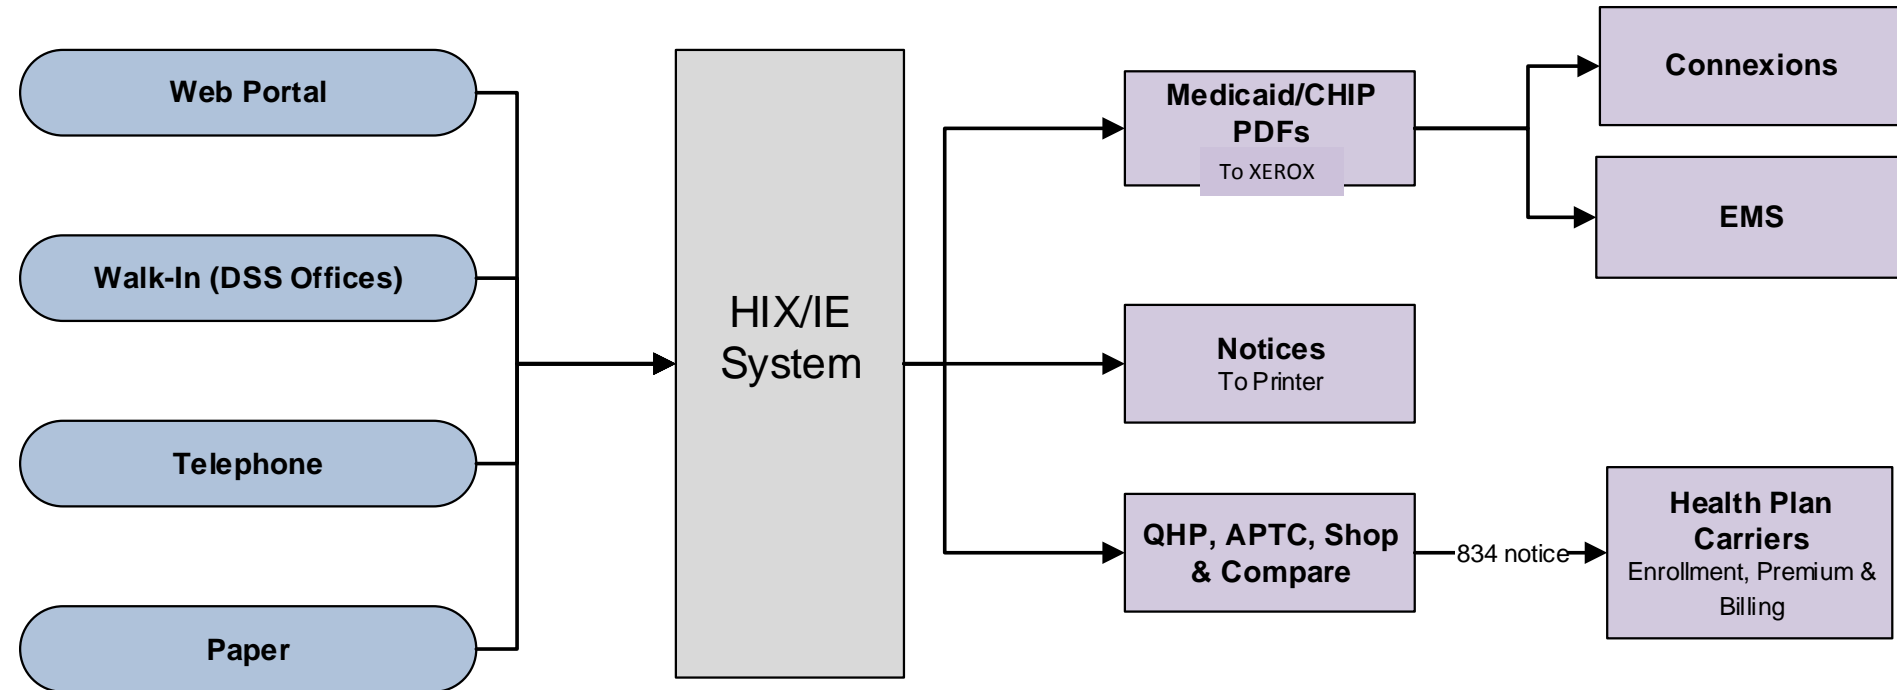 Web Portal
Walk-In (DSS Offices)
Telephone
Paper
HIX/IE
System
Medicaid/CHIP
PDFs
To XEROX
Notices
To Printer
QHP, APTC, Shop
& Compare
834 notice
Connexions
EMS
Health Plan
Carriers
Enrollment, Premium &
Billing